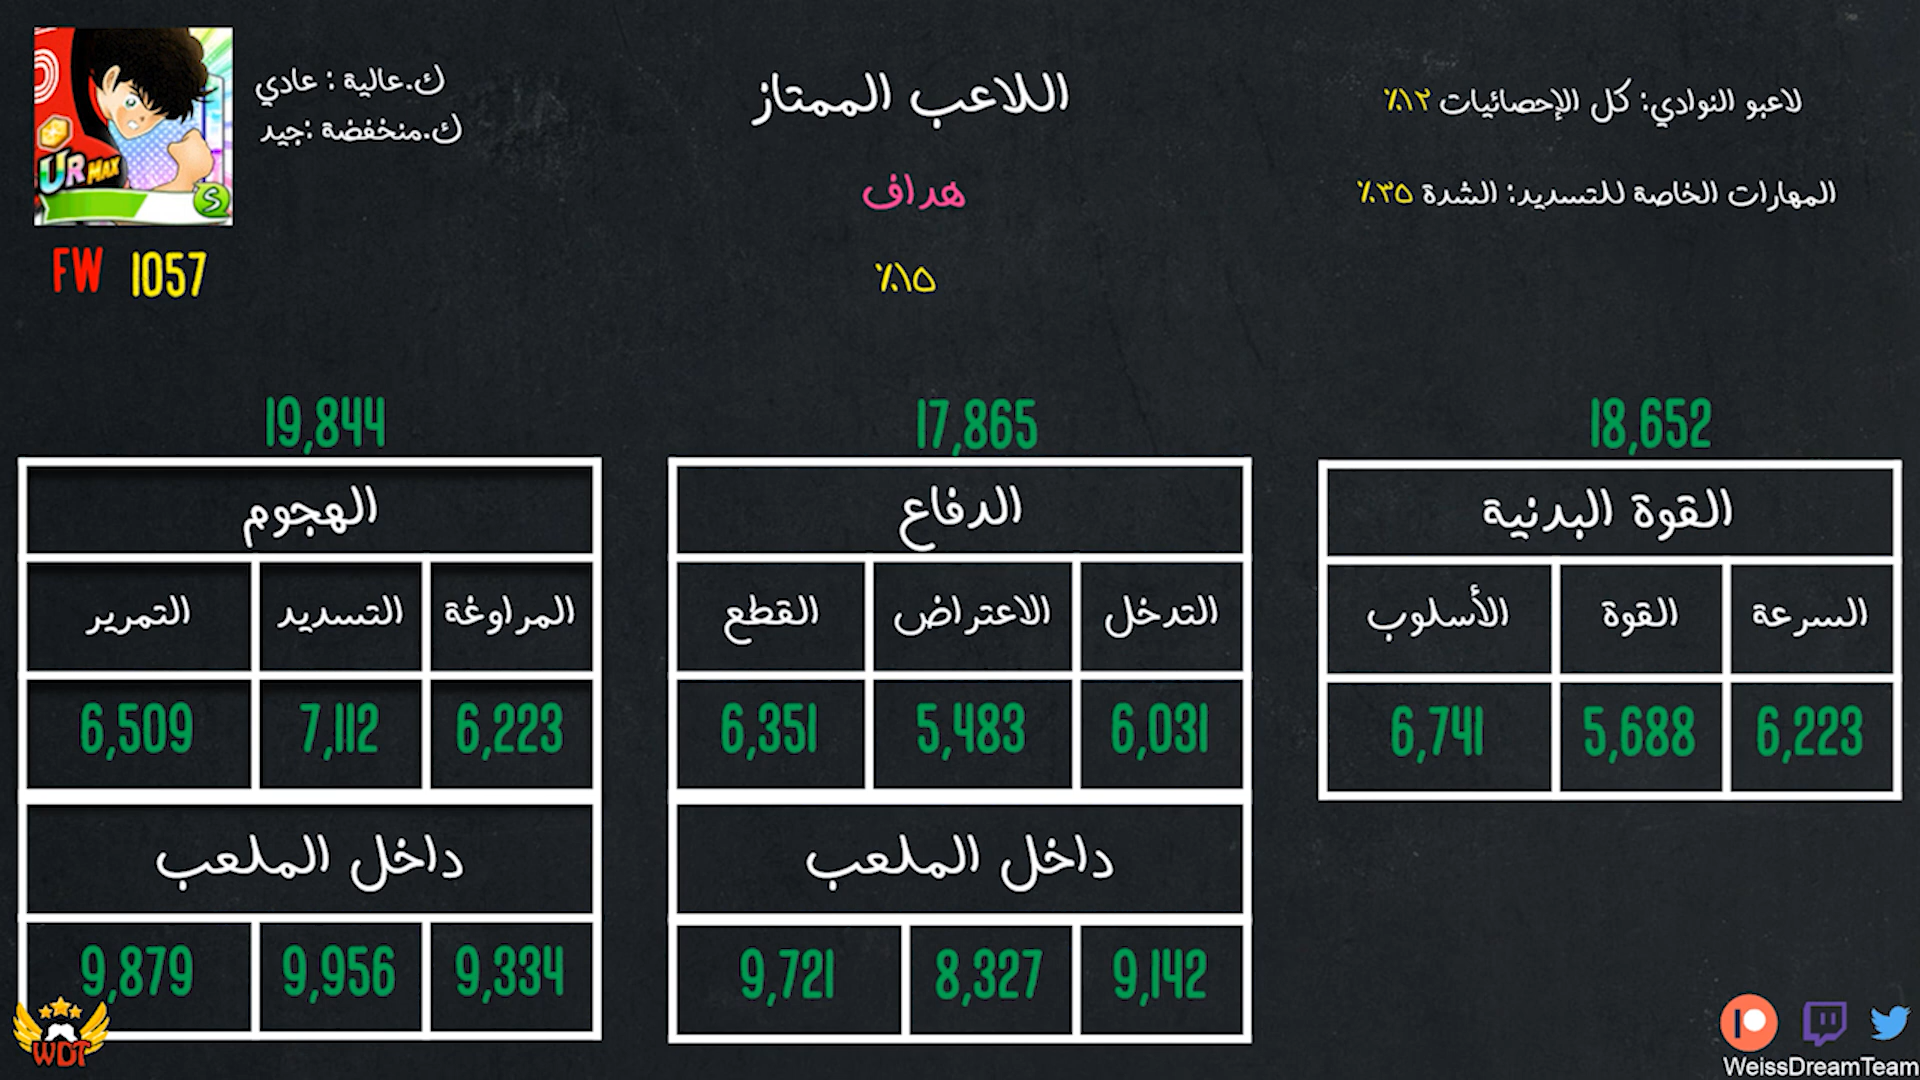 ك.عالية : عادي
ك.منخفضة :جيد
UR MAX
S
FW 1057
اللاعب الممتاز
هداف
٪١٥
لاعبو النوادي: كل الإحصائيات ١٢٪
المهارات الخاصة للتسديد: الشدة ٣٥٪
19,844
الهجوم
المراوغة التسديد التمرير
6,509 7,112 6,223
داخل الملعب
9,879 9,956 9,334
17,865
الدفاع
التدخل الاعتراض القطع
6,351 5,483 6,031
داخل الملعب
9,721 8,327 9,142
18,652
القوة البدنية
السرعة القوة الأسلوب
6,741 5,688 6,223
WDT
WeissDreamTeam